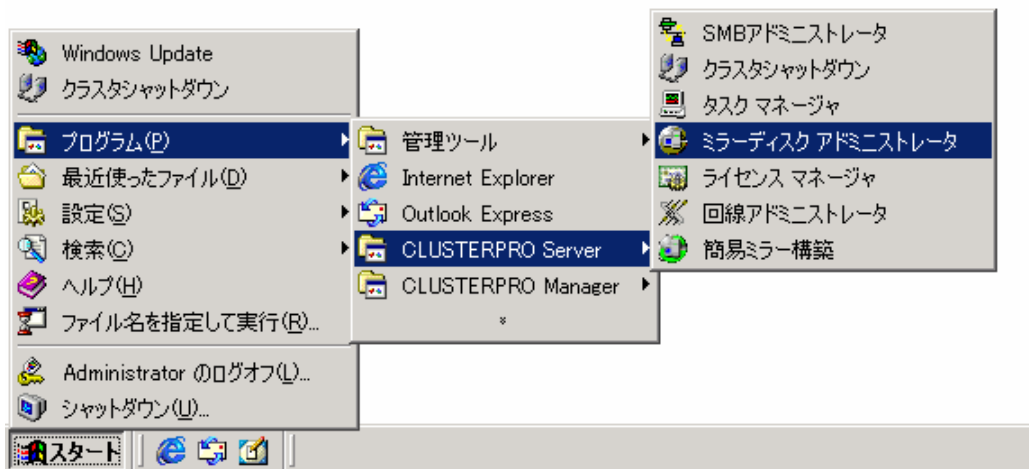 Windows Update
クラスタシャットダウン
プログラム(P)
最近使ったファイル(D)
設定(S)
検索(C)
ヘルプ(H)
ファイル名を指定して実行(R)...
Administrator のログオフ(L)...
シャットダウン(U)...
スタート
管理ツール
Internet Explorer
Outlook Express
CLUSTERPRO Server
CLUSTERPRO Manager
SMBアドミニストレータ
クラスタシャットダウン
タスク マネージャ
ミラーディスク アドミニストレータ
ライセンス マネージャ
回線アドミニストレータ
簡易ミラー構築